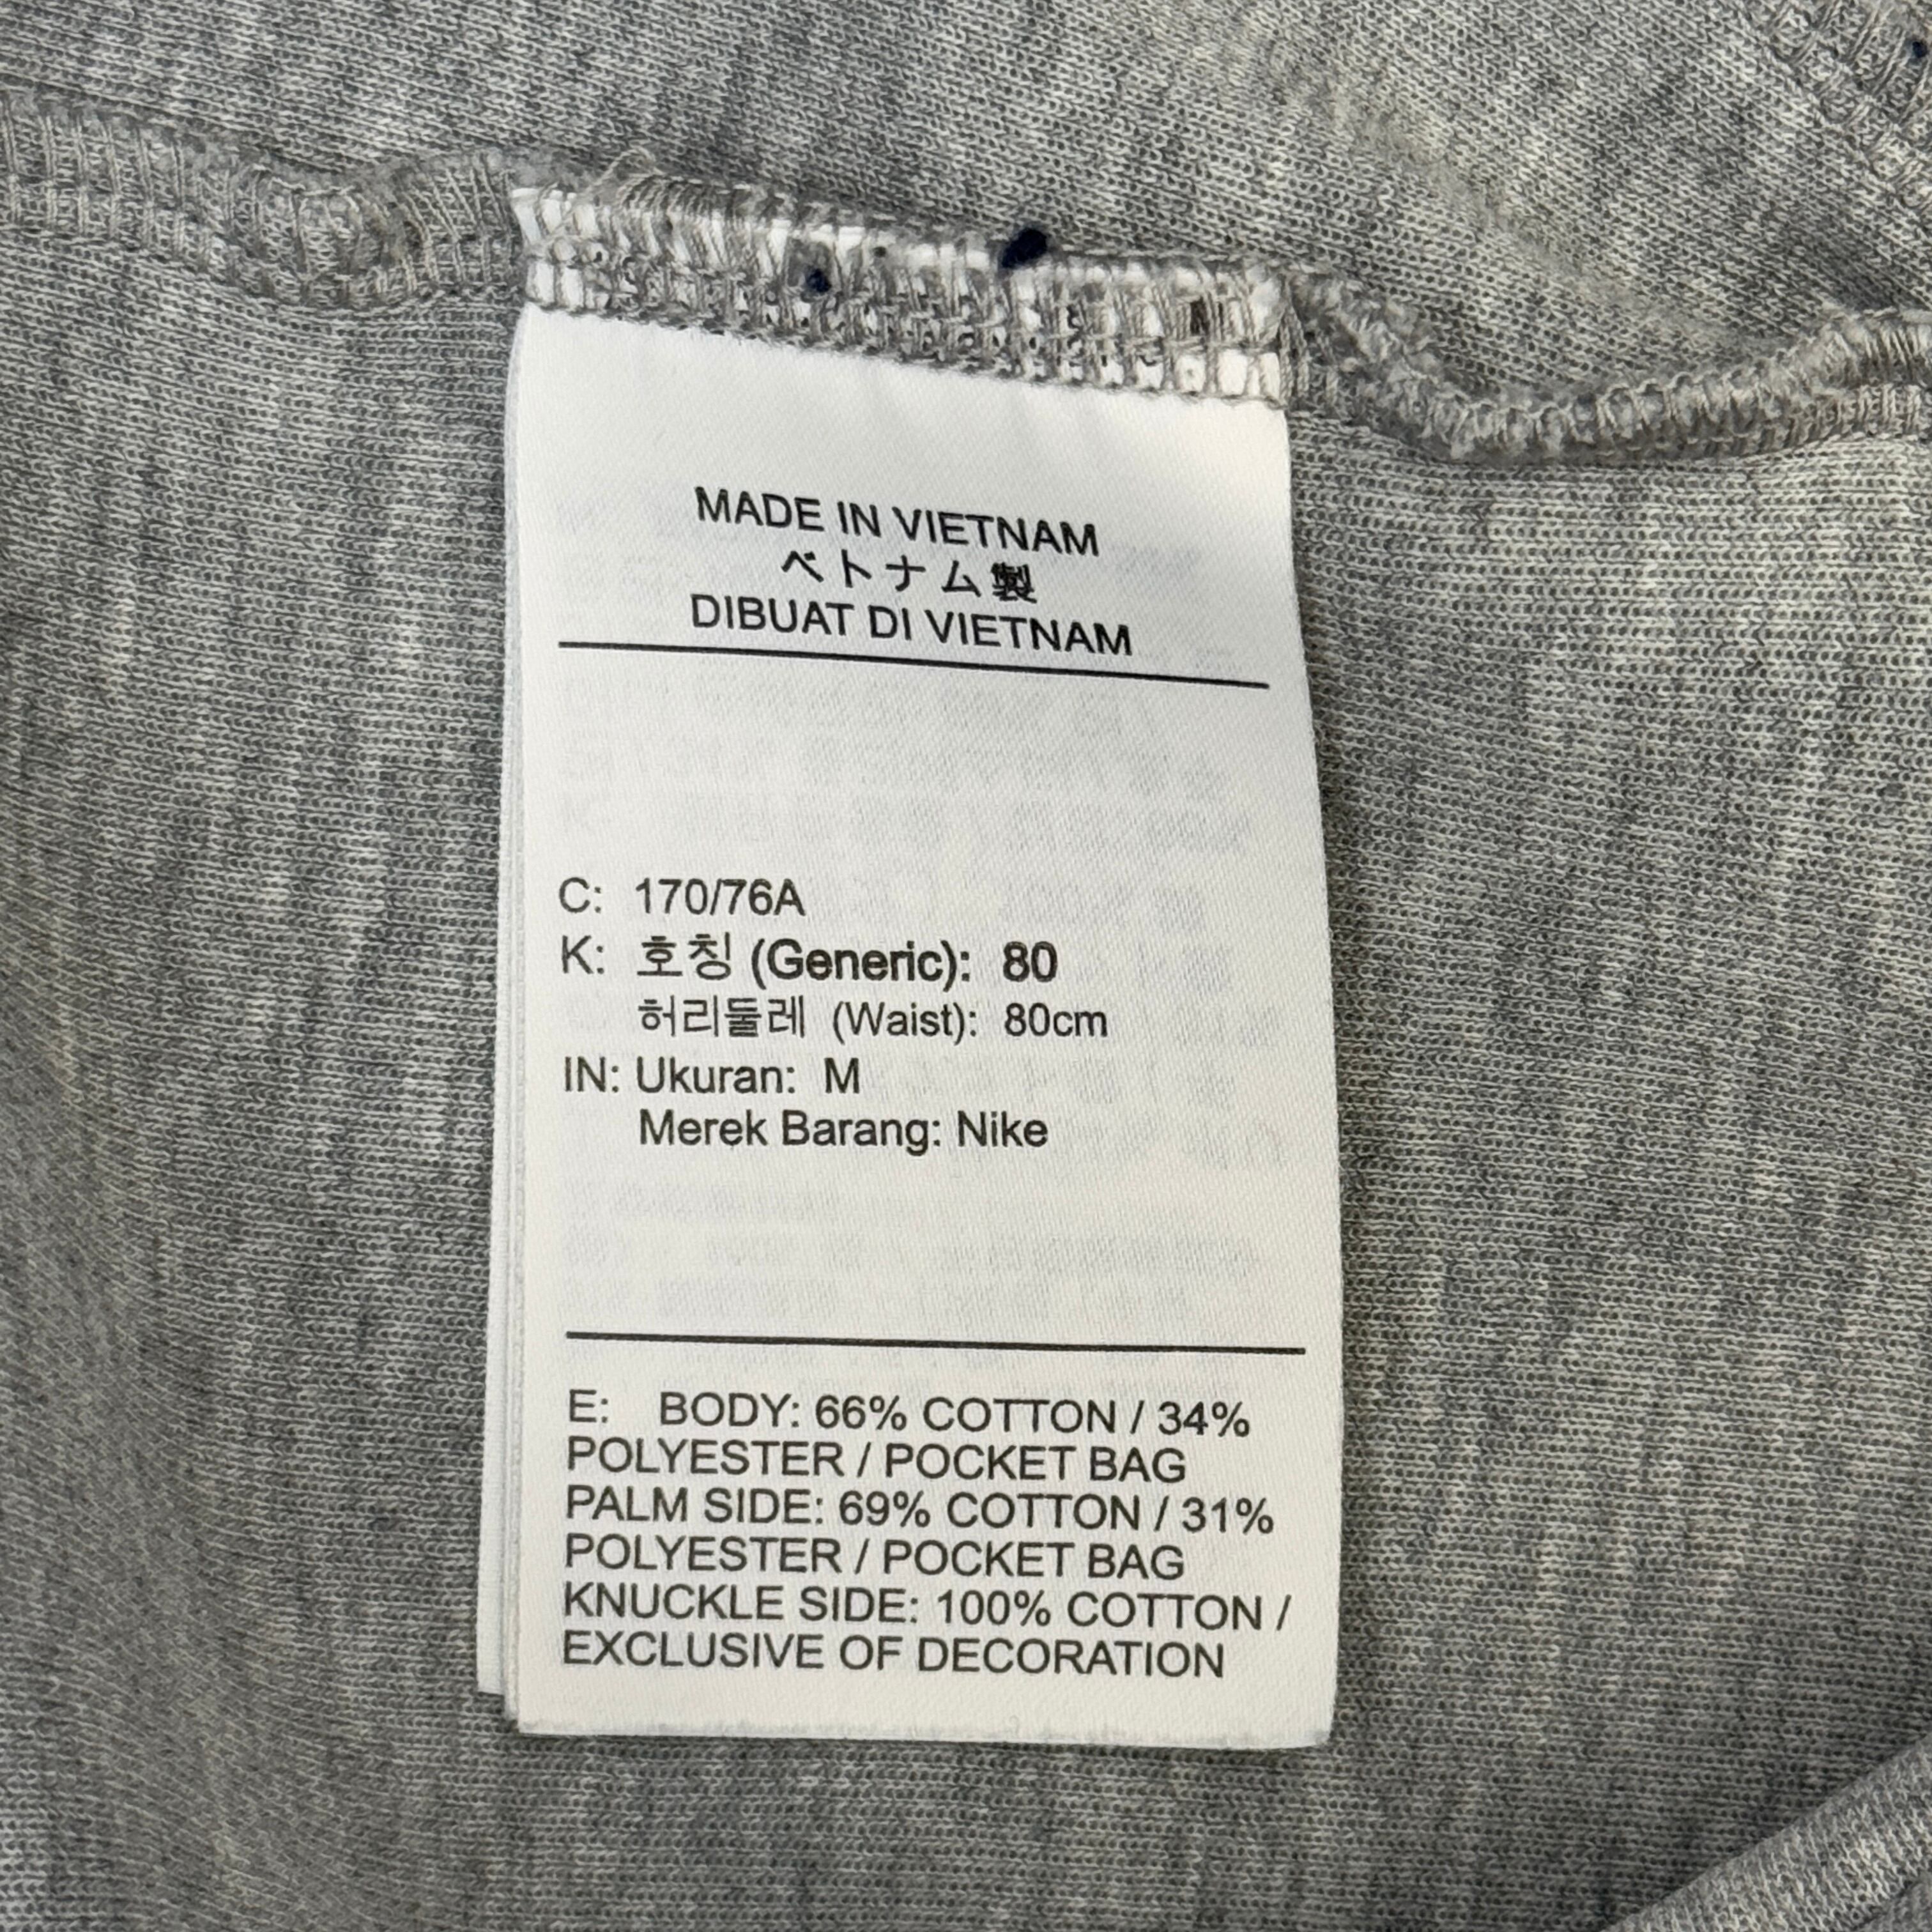 MADE IN VIETNAM
ベトナム製
DIBUAT DI VIETNAM
C: 170/76A
K: 호칭 (Generic): 80
허리둘레 (Waist): 80cm
IN: Ukuran: M
Merek Barang: Nike
E: BODY: 66% COTTON / 34%
POLYESTER / POCKET BAG
PALM SIDE: 69% COTTON / 31%
POLYESTER / POCKET BAG
KNUCKLE SIDE: 100% COTTON /
EXCLUSIVE OF DECORATION